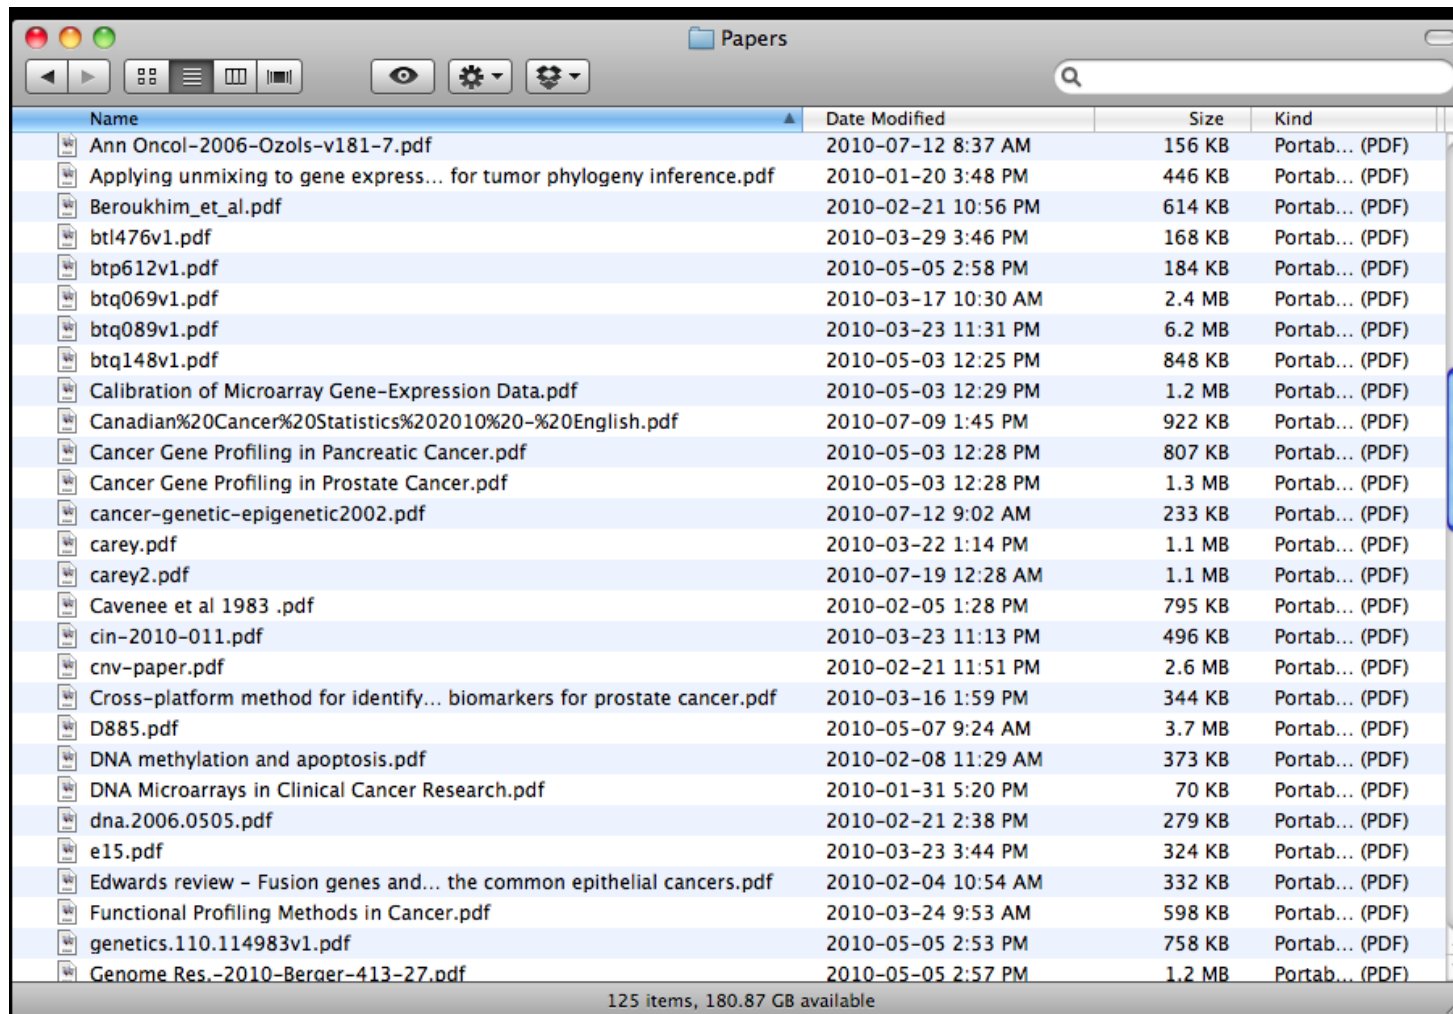 Papers
Name Date Modified Size Kind
Ann Oncol-2006-Ozols-v181-7.pdf 2010-07-12 8:37 AM 156 KB Portab... (PDF)
Applying unmixing to gene express... for tumor phylogeny inference.pdf 2010-01-20 3:48 PM 446 KB Portab... (PDF)
Beroukhim_et_al.pdf 2010-02-21 10:56 PM 614 KB Portab... (PDF)
btl476v1.pdf 2010-03-29 3:46 PM 168 KB Portab... (PDF)
btp612v1.pdf 2010-05-05 2:58 PM 184 KB Portab... (PDF)
btq069v1.pdf 2010-03-17 10:30 AM 2.4 MB Portab... (PDF)
btq089v1.pdf 2010-03-23 11:31 PM 6.2 MB Portab... (PDF)
btq148v1.pdf 2010-05-03 12:25 PM 848 KB Portab... (PDF)
Calibration of Microarray Gene-Expression Data.pdf 2010-05-03 12:29 PM 1.2 MB Portab... (PDF)
Canadian%20Cancer%20Statistics%202010%20-%20English.pdf 2010-07-09 1:45 PM 922 KB Portab... (PDF)
Cancer Gene Profiling in Pancreatic Cancer.pdf 2010-05-03 12:28 PM 807 KB Portab... (PDF)
Cancer Gene Profiling in Prostate Cancer.pdf 2010-05-03 12:28 PM 1.3 MB Portab... (PDF)
cancer-genetic-epigenetic2002.pdf 2010-07-12 9:02 AM 233 KB Portab... (PDF)
carey.pdf 2010-03-22 1:14 PM 1.1 MB Portab... (PDF)
carey2.pdf 2010-07-19 12:28 AM 1.1 MB Portab... (PDF)
Cavenee et al 1983 .pdf 2010-02-05 1:28 PM 795 KB Portab... (PDF)
cin-2010-011.pdf 2010-03-23 11:13 PM 496 KB Portab... (PDF)
cnv-paper.pdf 2010-02-21 11:51 PM 2.6 MB Portab... (PDF)
Cross-platform method for identify... biomarkers for prostate cancer.pdf 2010-03-16 1:59 PM 344 KB Portab... (PDF)
D885.pdf 2010-05-07 9:24 AM 3.7 MB Portab... (PDF)
DNA methylation and apoptosis.pdf 2010-02-08 11:29 AM 373 KB Portab... (PDF)
DNA Microarrays in Clinical Cancer Research.pdf 2010-01-31 5:20 PM 70 KB Portab... (PDF)
dna.2006.0505.pdf 2010-02-21 2:38 PM 279 KB Portab... (PDF)
e15.pdf 2010-03-23 3:44 PM 324 KB Portab... (PDF)
Edwards review – Fusion genes and... the common epithelial cancers.pdf 2010-02-04 10:54 AM 332 KB Portab... (PDF)
Functional Profiling Methods in Cancer.pdf 2010-03-24 9:53 AM 598 KB Portab... (PDF)
genetics.110.114983v1.pdf 2010-05-05 2:53 PM 758 KB Portab... (PDF)
Genome Res.-2010-Berger-413-27.pdf 2010-05-05 2:57 PM 1.2 MB Portab... (PDF)
125 items, 180.87 GB available